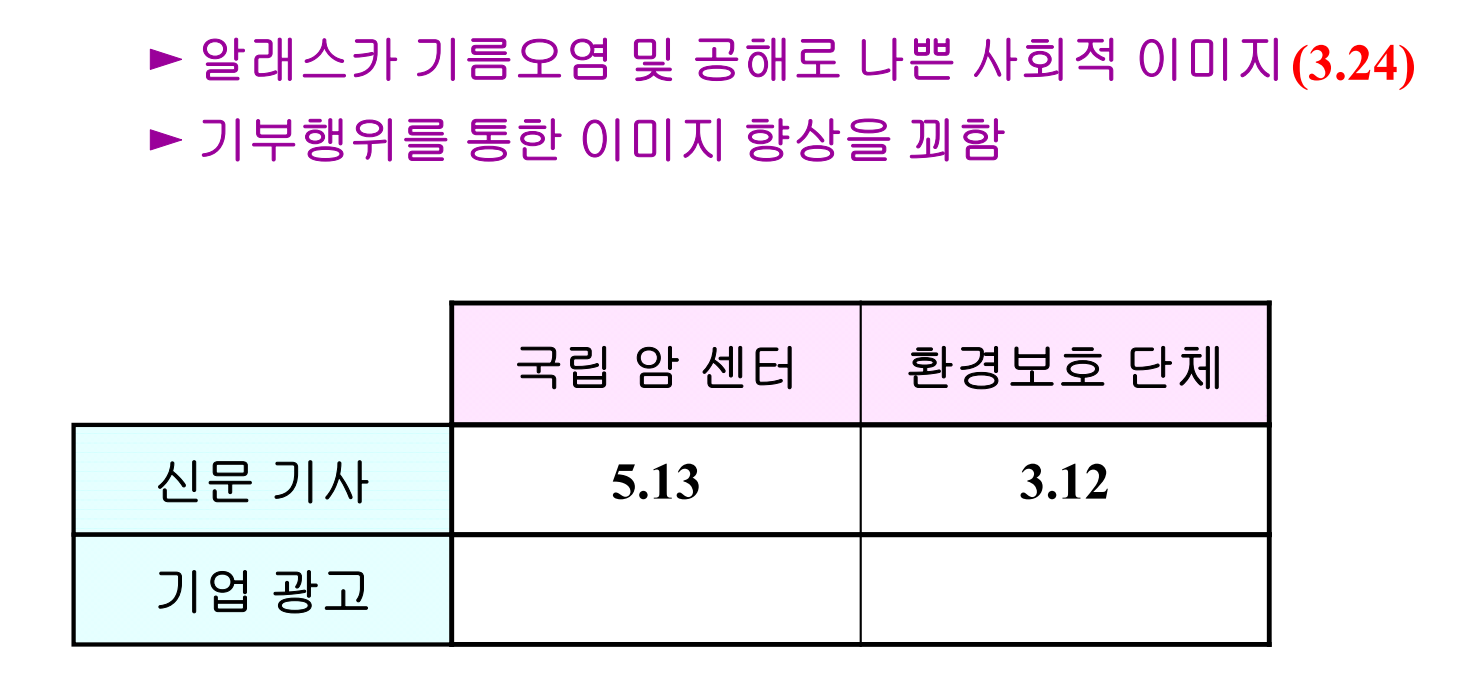 ► 알래스카 기름오염 및 공해로 나쁜 사회적 이미지(3.24)
► 기부행위를 통한 이미지 향상을 꾀함
국립 암 센터 환경보호 단체
신문 기사 5.13 3.12
기업 광고